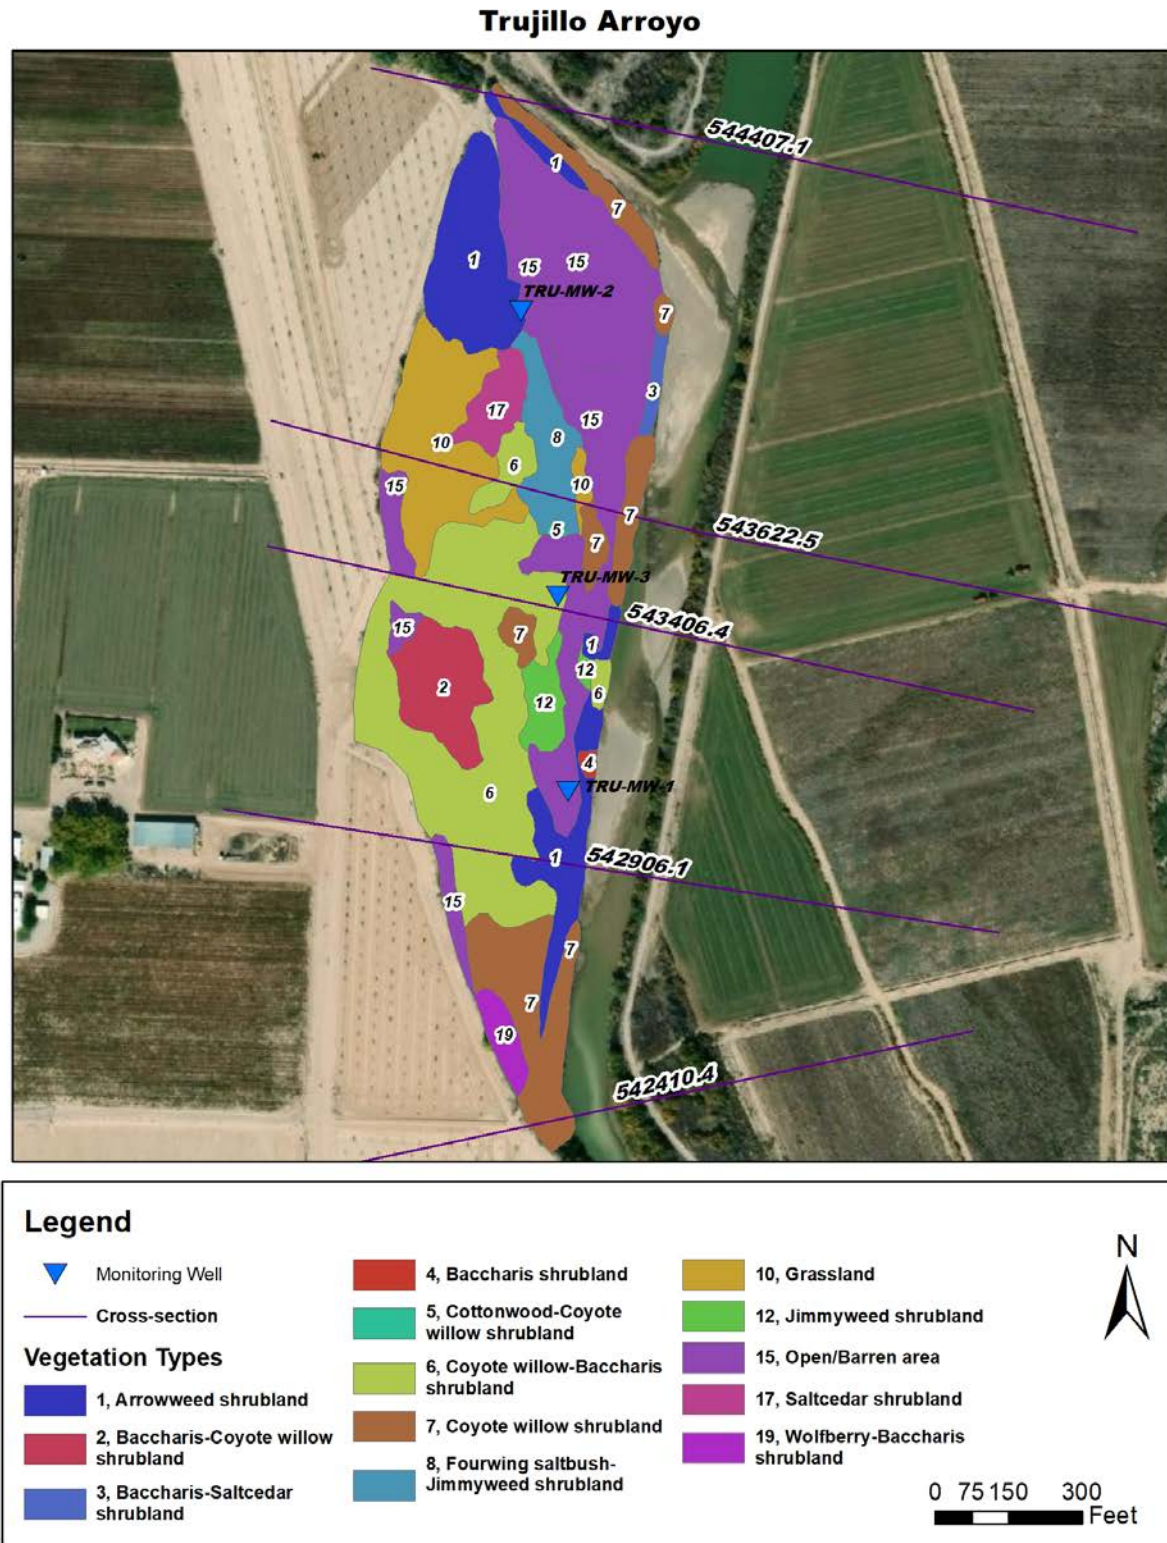 Trujillo Arroyo
544407.1
1
7
1
15
15
TRU-MW-2
7
3
17
15
10
8
6
15
10
7
543622.5
5
7
TRU-MW-3
543406.4
15
7
1
12
6
2
12
4
TRU-MW-1
6
1
542906.1
15
7
7
19
542410.4
Legend
Monitoring Well
Cross-section
Vegetation Types
1, Arrowweed shrubland
2, Baccharis-Coyote willow
shrubland
3, Baccharis-Saltcedar
shrubland
4, Baccharis shrubland
5, Cottonwood-Coyote
willow shrubland
6, Coyote willow-Baccharis
shrubland
7, Coyote willow shrubland
8, Fourwing saltbush-
Jimmyweed shrubland
10, Grassland
12, Jimmyweed shrubland
15, Open/Barren area
17, Saltcedar shrubland
19, Wolfberry-Baccharis
shrubland
N
0 75 150 300
Feet